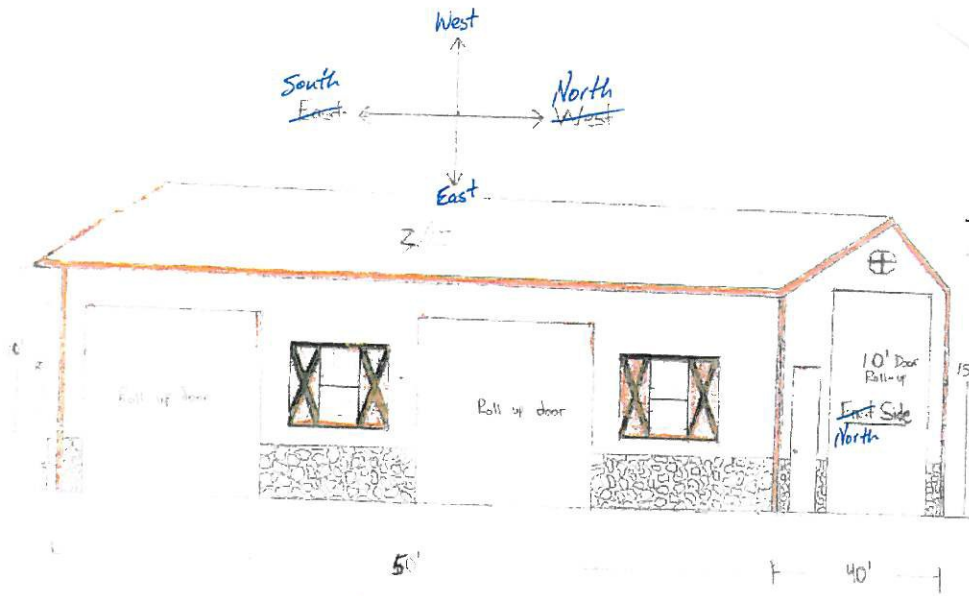 West
South
North
East
West
East
Roll up door
Roll up door
10' Door
Roll-up
East Side
North
15
50'
40'